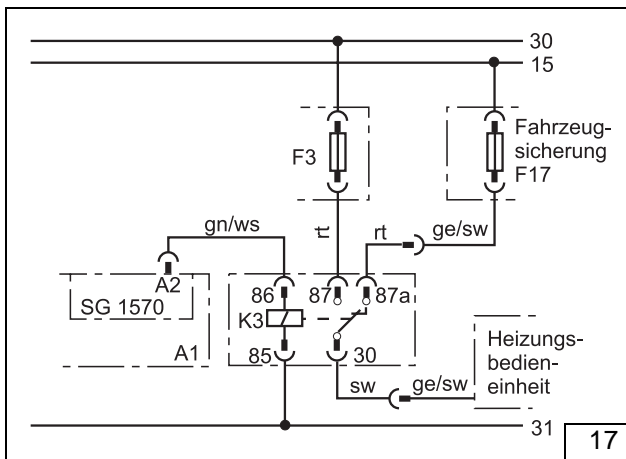 30
15
Fahrzeug-
sicherung
F17
F3
gn/ws
rt
rt
ge/sw
A2
SG 1570
A1
86
87
87a
K3
85
30
Heizungs-
bedien-
einheit
sw
ge/sw
31
17